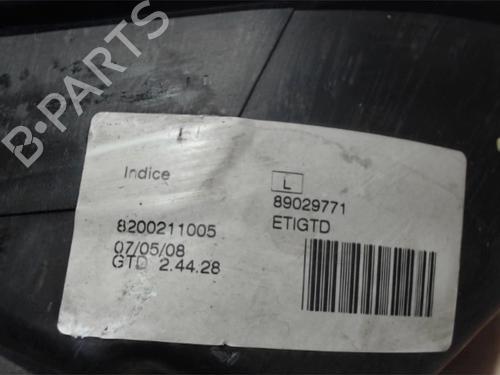 B-PARTS
Indice
L
8200211005
89029771
07/05/08
ETIGTD
GTD 2.44.28